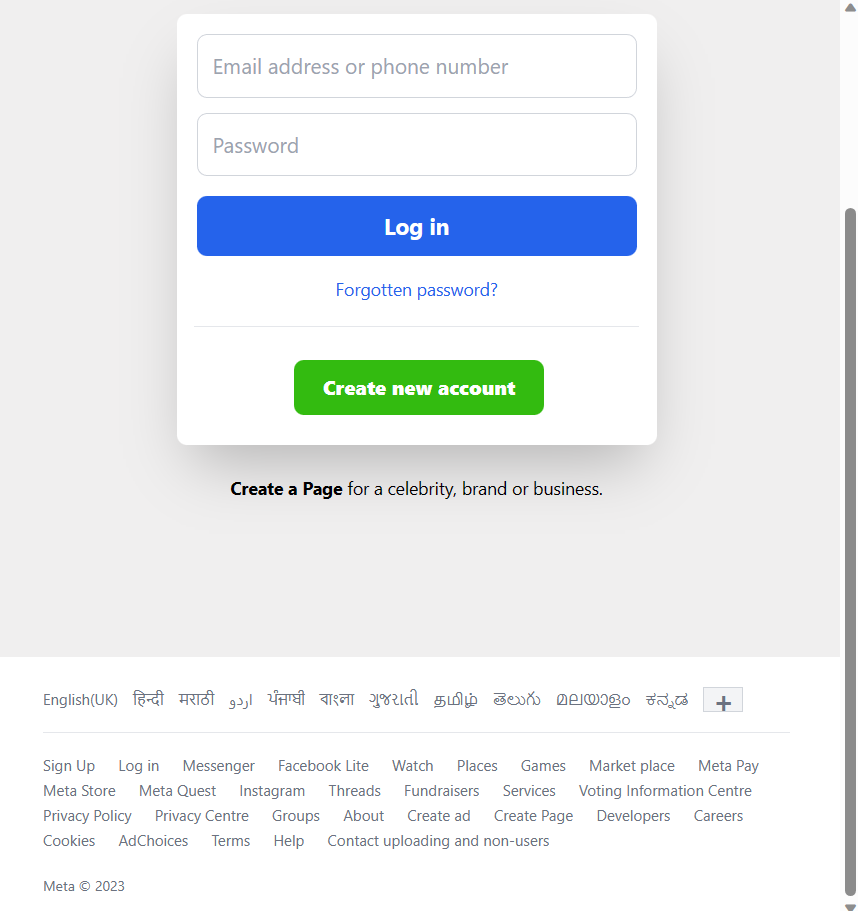 Email address or phone number
Password
Log in
Forgotten password?
Create new account
Create a Page for a celebrity, brand or business.
English(UK) हिन्दी मराठी اردو ਪੰਜਾਬੀ বাংলা ગુજરાતી தமிழ் తెలుగు മലയാളം ಕನ್ನಡ +
Sign Up Log in Messenger Facebook Lite Watch Places Games Market place Meta Pay
Meta Store Meta Quest Instagram Threads Fundraisers Services Voting Information Centre
Privacy Policy Privacy Centre Groups About Create ad Create Page Developers Careers
Cookies AdChoices Terms Help Contact uploading and non-users
Meta © 2023